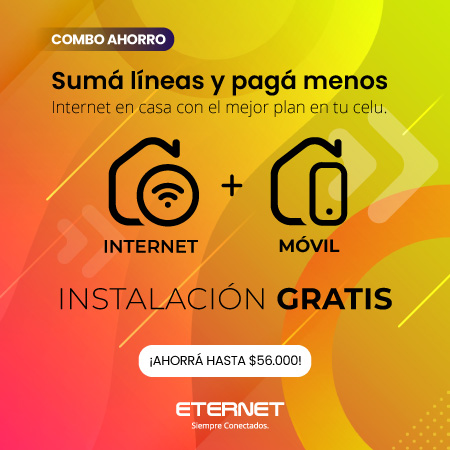 COMBO AHORRO
Sumá líneas y pagá menos
Internet en casa con el mejor plan en tu celu.
+
INTERNET MÓVIL
INSTALACIÓN GRATIS
¡AHORRÁ HASTA $56.000!
ETERNET
Siempre Conectados.